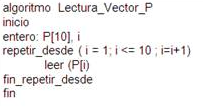 algoritmo Lectura_Vector_P
inicio
entero: P[10], i
repetir_desde ( i = 1; i <= 10 ; i=i+1)
leer (P[i)
fin_repetir_desde
fin